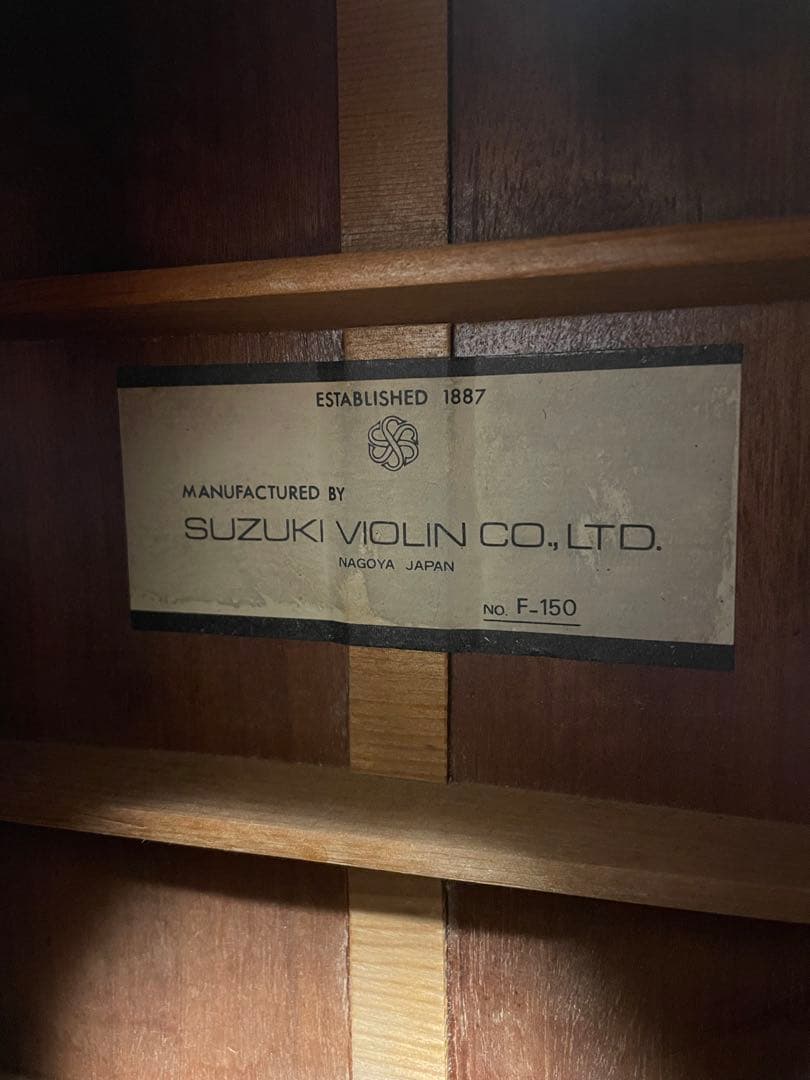 ESTABLISHED 1887
MANUFACTURED BY
SUZUKI VIOLIN CO., LTD.
NAGOYA JAPAN
NO. F-150